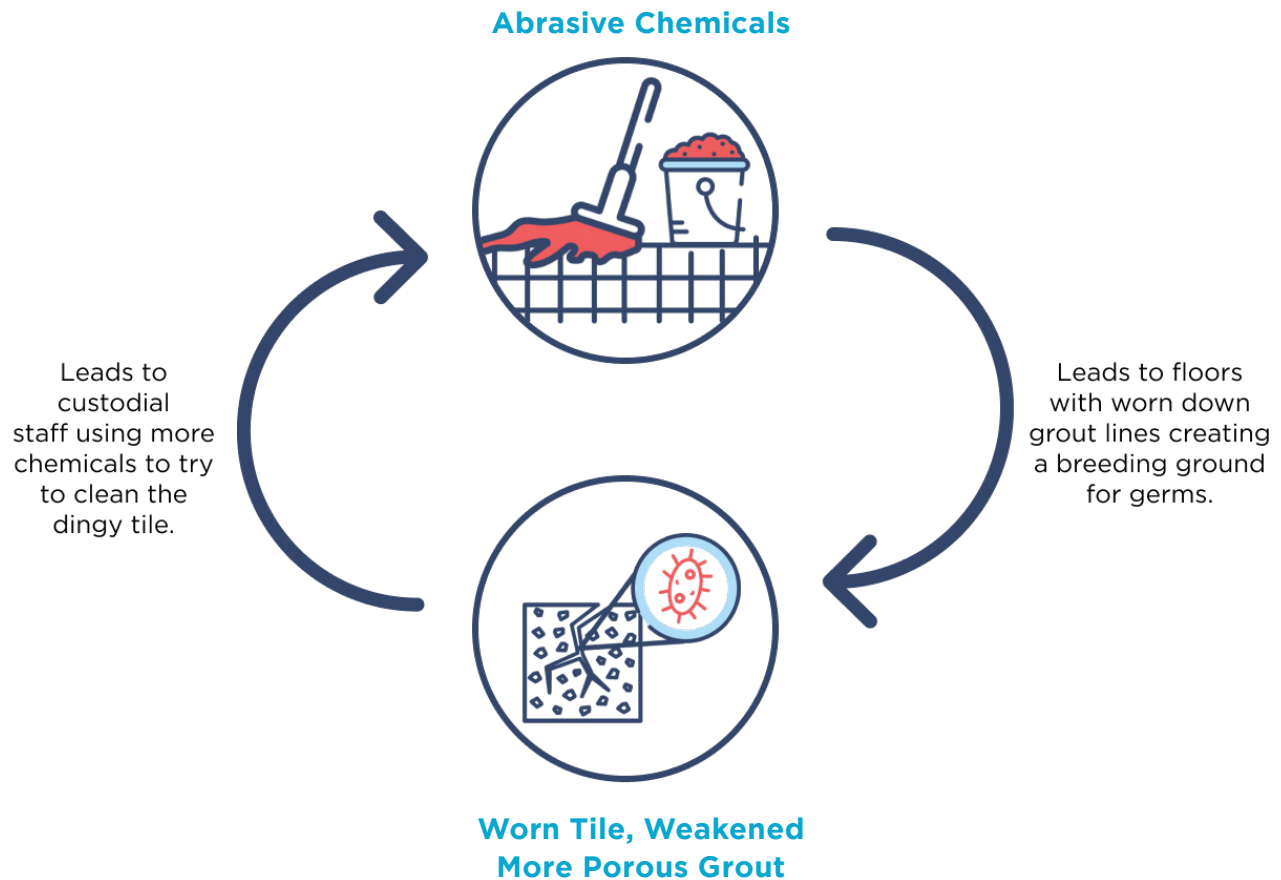 Abrasive Chemicals
Leads to floors
with worn down
grout lines creating
a breeding ground
for germs.
Worn Tile, Weakened
More Porous Grout
Leads to
custodial
staff using more
chemicals to try
to clean the
dingy tile.